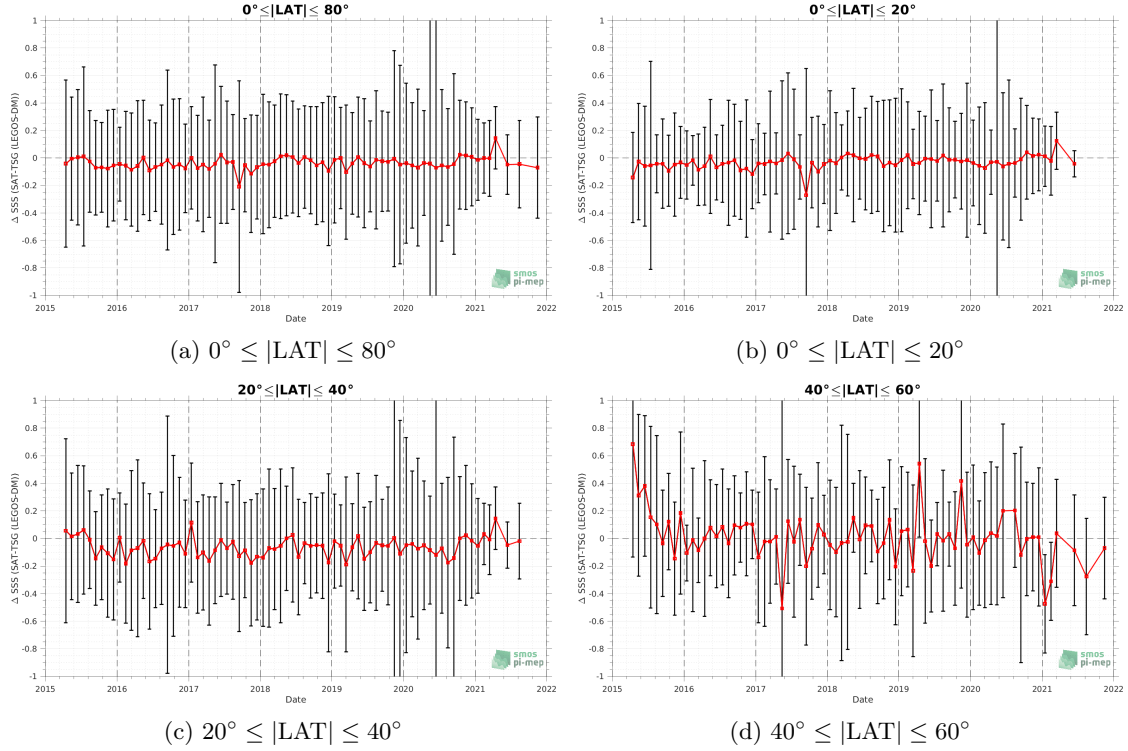 0°≤|LAT|≤ 80°
Δ SSS (SAT-TSG (LEGOS-DM))
1
0.8
0.6
0.4
0.2
0
-0.2
-0.4
-0.6
-0.8
-1
2015 2016 2017 2018 2019 2020 2021 2022
Date
smos
pi-mep
(a) 0° ≤ |LAT| ≤ 80°
0°≤|LAT|≤ 20°
Δ SSS (SAT-TSG (LEGOS-DM))
1
0.8
0.6
0.4
0.2
0
-0.2
-0.4
-0.6
-0.8
-1
2015 2016 2017 2018 2019 2020 2021 2022
Date
smos
pi-mep
(b) 0° ≤ |LAT| ≤ 20°
20°≤|LAT|≤ 40°
Δ SSS (SAT-TSG (LEGOS-DM))
1
0.8
0.6
0.4
0.2
0
-0.2
-0.4
-0.6
-0.8
-1
2015 2016 2017 2018 2019 2020 2021 2022
Date
smos
pi-mep
(c) 20° ≤ |LAT| ≤ 40°
40°≤|LAT|≤ 60°
Δ SSS (SAT-TSG (LEGOS-DM))
1
0.8
0.6
0.4
0.2
0
-0.2
-0.4
-0.6
-0.8
-1
2015 2016 2017 2018 2019 2020 2021 2022
Date
smos
pi-mep
(d) 40° ≤ |LAT| ≤ 60°